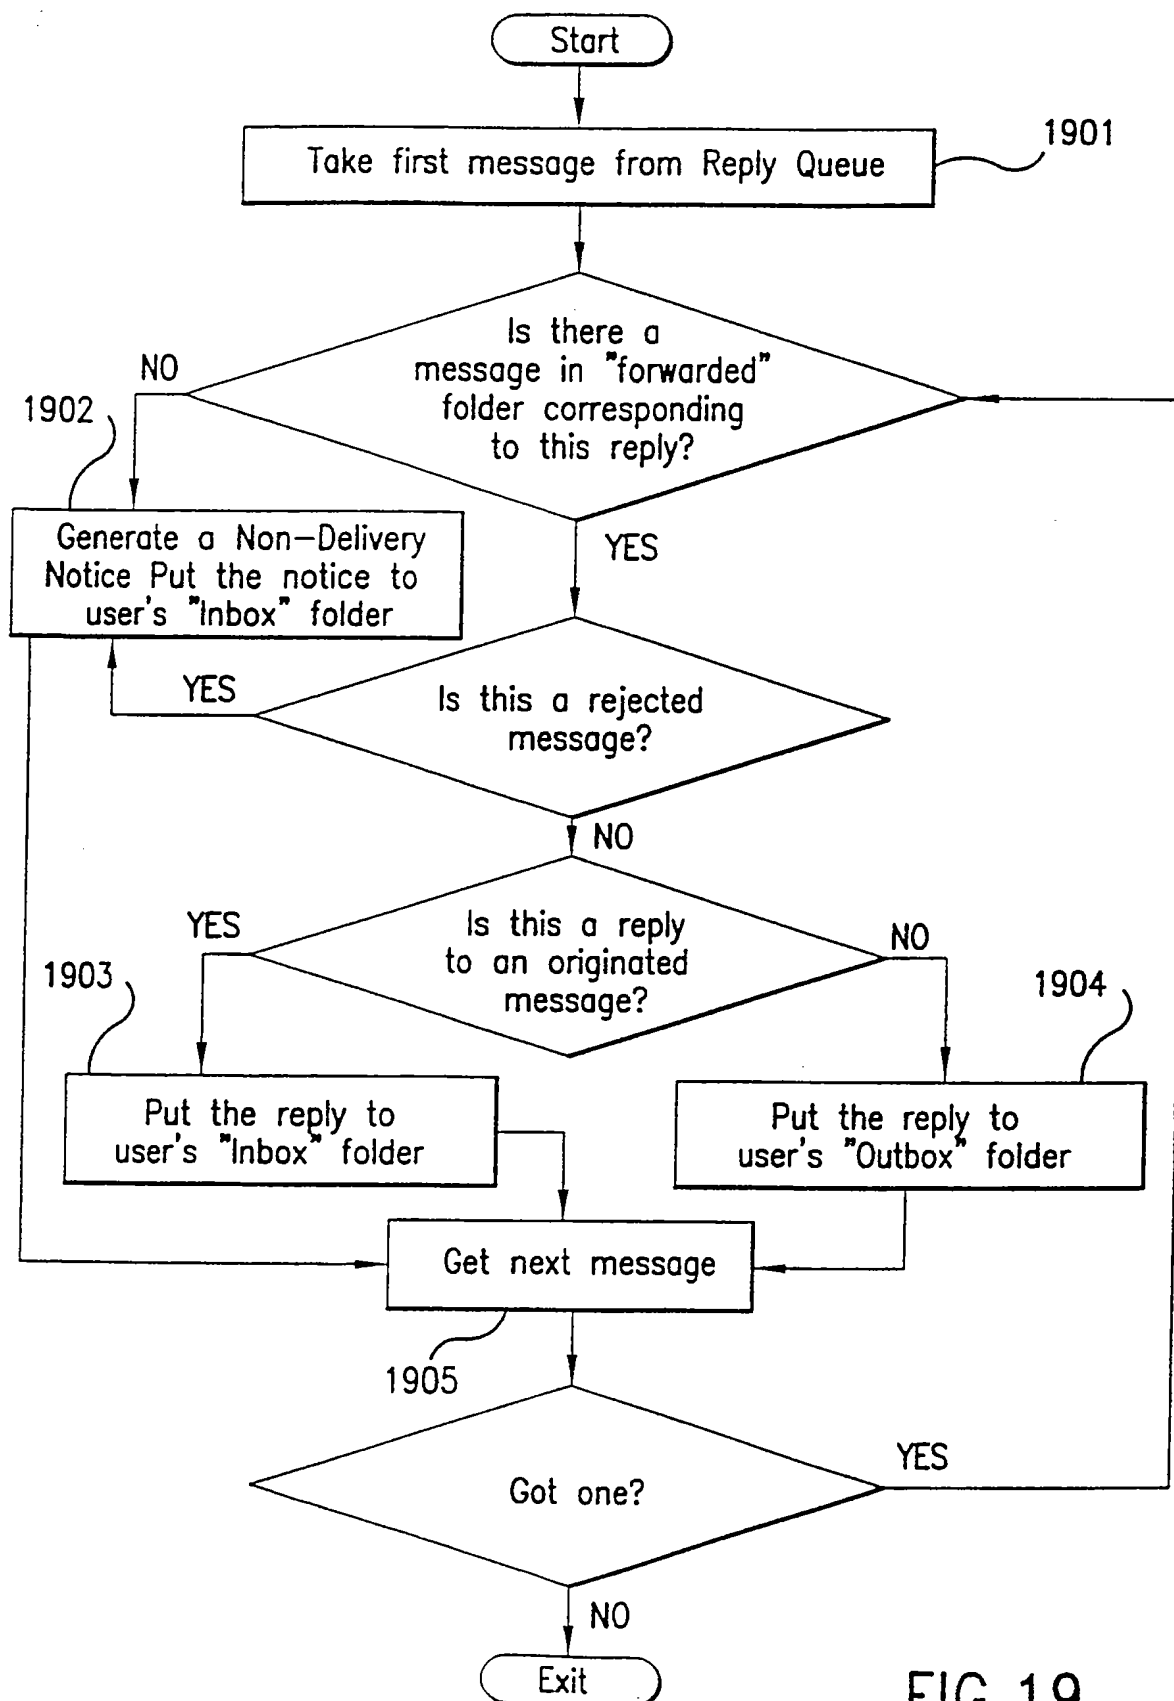 Start
Take first message from Reply Queue
1901
Is there a
message in "forwarded"
folder corresponding
to this reply?
NO
1902
YES
Generate a Non-Delivery
Notice Put the notice to
user's "Inbox" folder
YES
Is this a rejected
message?
NO
YES
Is this a reply
to an originated
message?
NO
1903
1904
Put the reply to
user's "Inbox" folder
Put the reply to
user's "Outbox" folder
Get next message
1905
Got one?
YES
NO
Exit
FIG.19